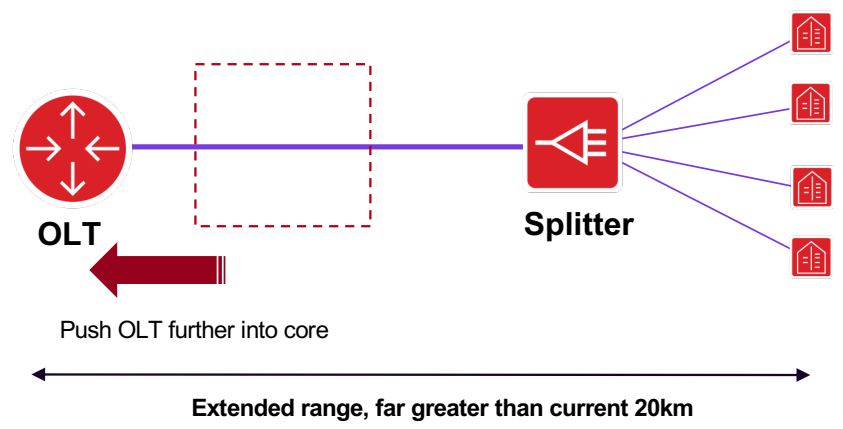 OLT
Splitter
Push OLT further into core
Extended range, far greater than current 20km